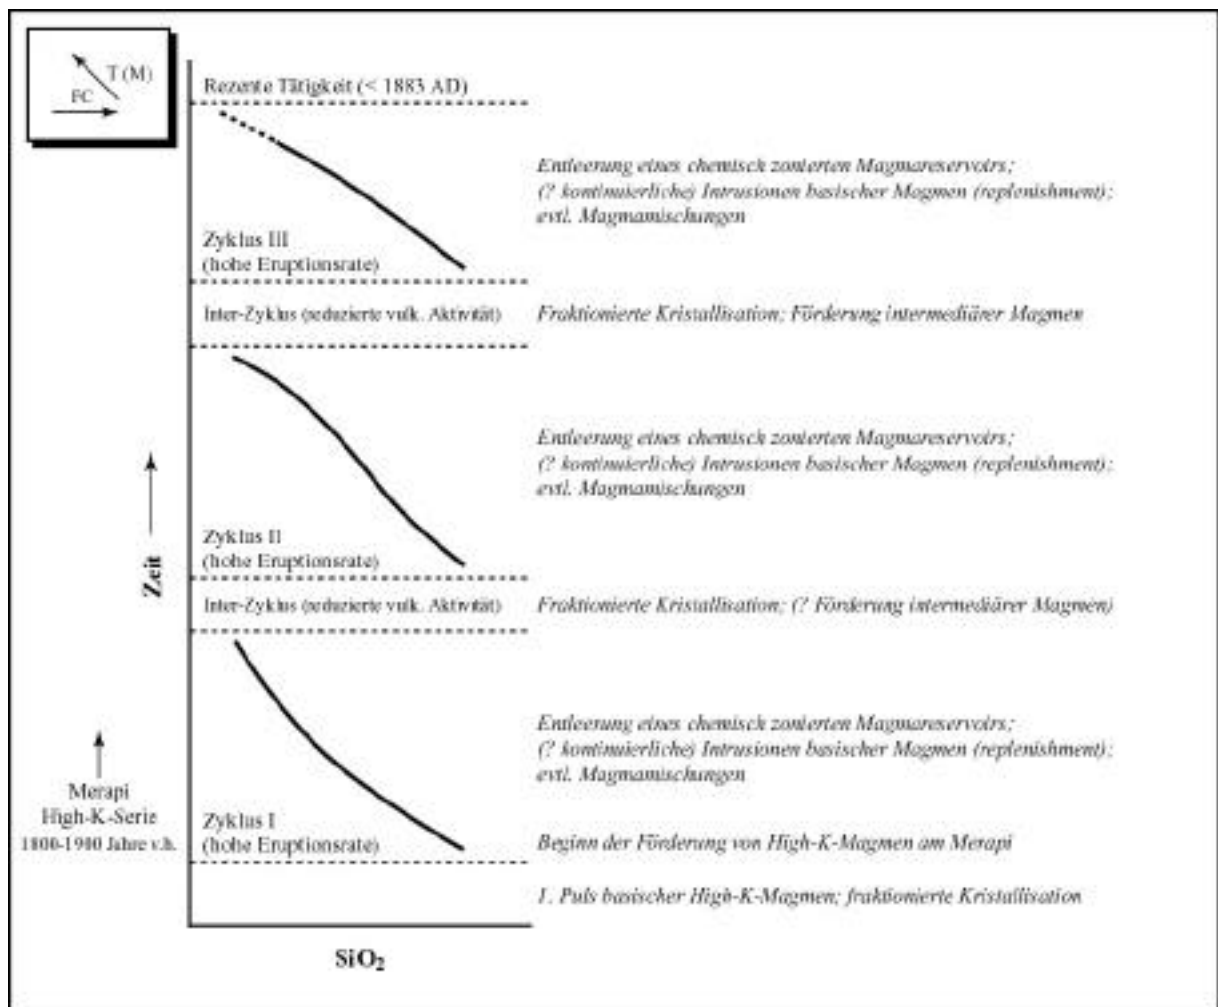 T (M)
FC
Rezente Tätigkeit (< 1883 AD)
Entleerung eines chemisch zonierten Magmareservoirs;
(? kontinuierliche) Intrusionen basischer Magmen (replenishment);
evtl. Magmamischungen
Zyklus III
(hohe Eruptionsrate)
Inter-Zyklus (reduzierte vulk. Aktivität)
Fraktionierte Kristallisation; Förderung intermediärer Magmen
Entleerung eines chemisch zonierten Magmareservoirs;
(? kontinuierliche) Intrusionen basischer Magmen (replenishment);
evtl. Magmamischungen
Zyklus II
(hohe Eruptionsrate)
Inter-Zyklus (reduzierte vulk. Aktivität)
Fraktionierte Kristallisation; (? Förderung intermediärer Magmen)
Zeit
Entleerung eines chemisch zonierten Magmareservoirs;
(? kontinuierliche) Intrusionen basischer Magmen (replenishment);
evtl. Magmamischungen
Merapi
High-K-Serie
1800-1900 Jahre v.h.
Zyklus I
(hohe Eruptionsrate)
Beginn der Förderung von High-K-Magmen am Merapi
1. Puls basischer High-K-Magmen; fraktionierte Kristallisation
SiO₂